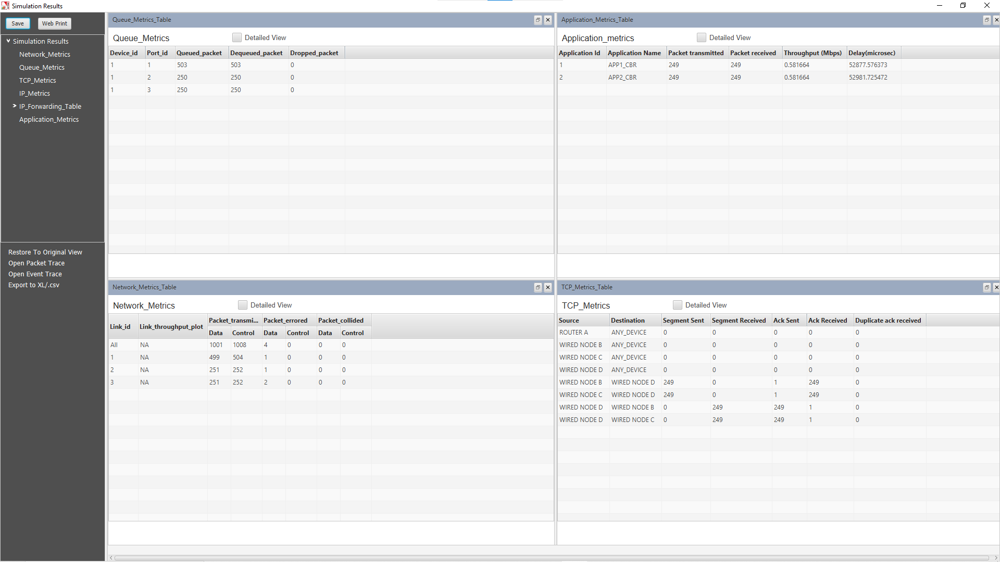 Simulation Results
Save Web Print
Simulation Results
Network_Metrics
Queue_Metrics
TCP_Metrics
IP_Metrics
IP_Forwarding_Table
Application_Metrics
Restore To Original View
Open Packet Trace
Open Event Trace
Export to XL/.csv
Queue_Metrics_Table
Queue_Metrics Detailed View
Device_id Port_id Queued_packet Dequeued_packet Dropped_packet
1 1 503 503 0
1 2 250 250 0
1 3 250 250 0
Application_Metrics_Table
Application_metrics Detailed View
Application Id Application Name Packet transmitted Packet received Throughput (Mbps) Delay(microsec)
1 APP1_CBR 249 249 0.581664 52877.576373
2 APP2_CBR 249 249 0.581664 52981.725472
Network_Metrics_Table
Network_Metrics Detailed View
Link_id Link_throughput_plot Packet_transmi... Packet_errored Packet_collided
Data Control Data Control Data Control
All NA 1001 1008 4 0 0 0
1 NA 499 504 1 0 0 0
2 NA 251 252 1 0 0 0
3 NA 251 252 2 0 0 0
TCP_Metrics_Table
TCP_Metrics Detailed View
Source Destination Segment Sent Segment Received Ack Sent Ack Received Duplicate ack received
ROUTER A ANY_DEVICE 0 0 0 0 0
WIRED NODE B ANY_DEVICE 0 0 0 0 0
WIRED NODE C ANY_DEVICE 0 0 0 0 0
WIRED NODE D ANY_DEVICE 0 0 0 0 0
WIRED NODE B WIRED NODE D 249 0 1 249 0
WIRED NODE C WIRED NODE D 249 0 1 249 0
WIRED NODE D WIRED NODE B 0 249 249 1 0
WIRED NODE D WIRED NODE C 0 249 249 1 0